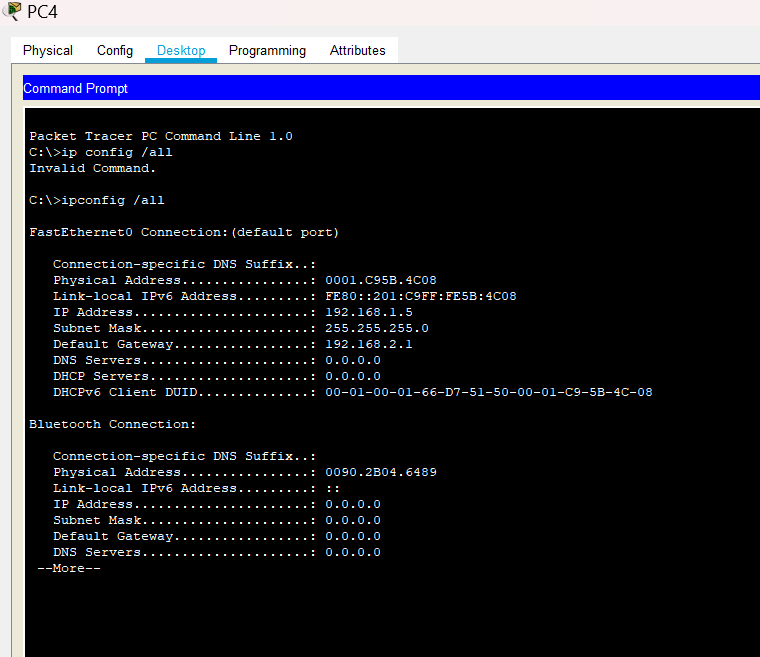 PC4
Physical Config Desktop Programming Attributes
Command Prompt
Packet Tracer PC Command Line 1.0
C:\>ip config /all
Invalid Command.
C:\>ipconfig /all
FastEthernet0 Connection:(default port)
Connection-specific DNS Suffix..:
Physical Address................: 0001.C95B.4C08
Link-local IPv6 Address.........: FE80::201:C9FF:FE5B:4C08
IP Address......................: 192.168.1.5
Subnet Mask.....................: 255.255.255.0
Default Gateway.................: 192.168.2.1
DNS Servers.....................: 0.0.0.0
DHCP Servers....................: 0.0.0.0
DHCPv6 Client DUID..............: 00-01-00-01-66-D7-51-50-00-01-C9-5B-4C-08
Bluetooth Connection:
Connection-specific DNS Suffix..:
Physical Address................: 0090.2B04.6489
Link-local IPv6 Address.........: ::
IP Address......................: 0.0.0.0
Subnet Mask.....................: 0.0.0.0
Default Gateway.................: 0.0.0.0
DNS Servers.....................: 0.0.0.0
--More--